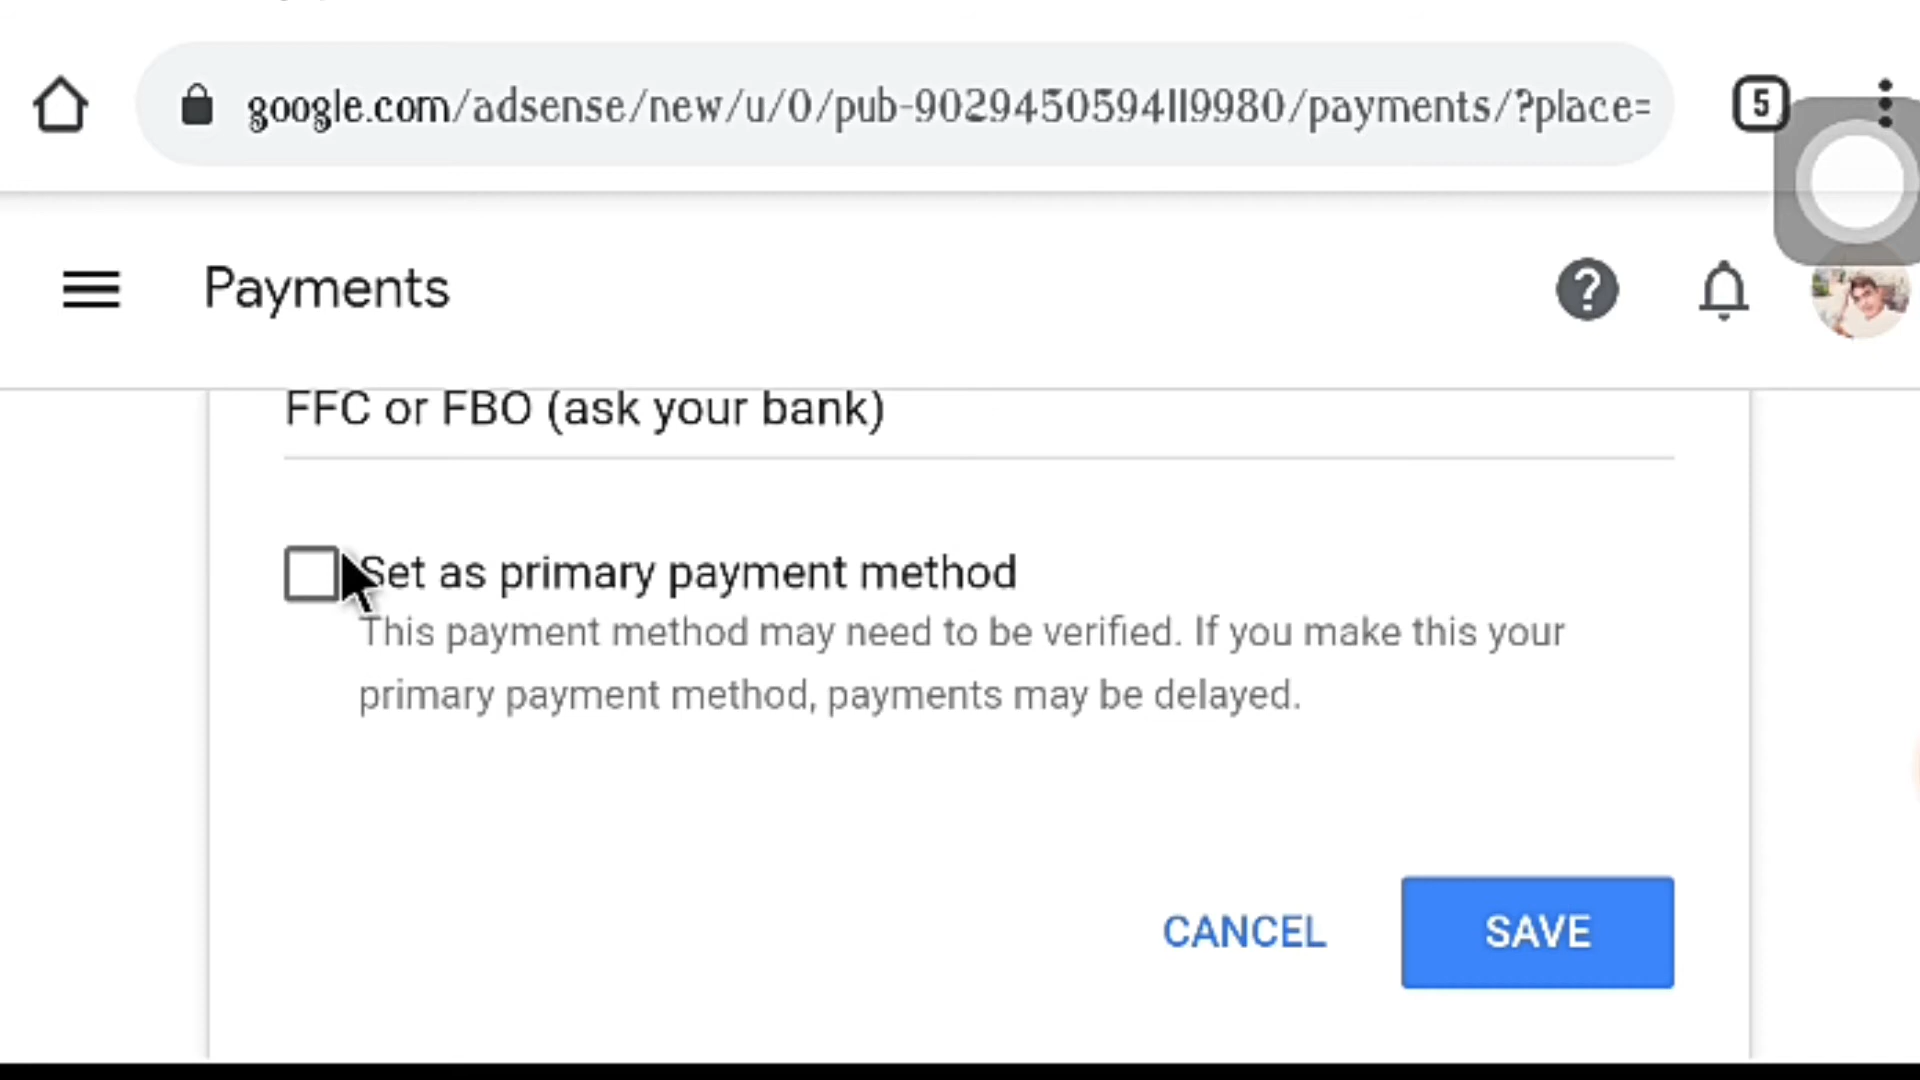 google.com/adsense/new/u/0/pub-9029450594119980/payments/?place=
5
Payments
FFC or FBO (ask your bank)
Set as primary payment method
This payment method may need to be verified. If you make this your
primary payment method, payments may be delayed.
CANCEL
SAVE